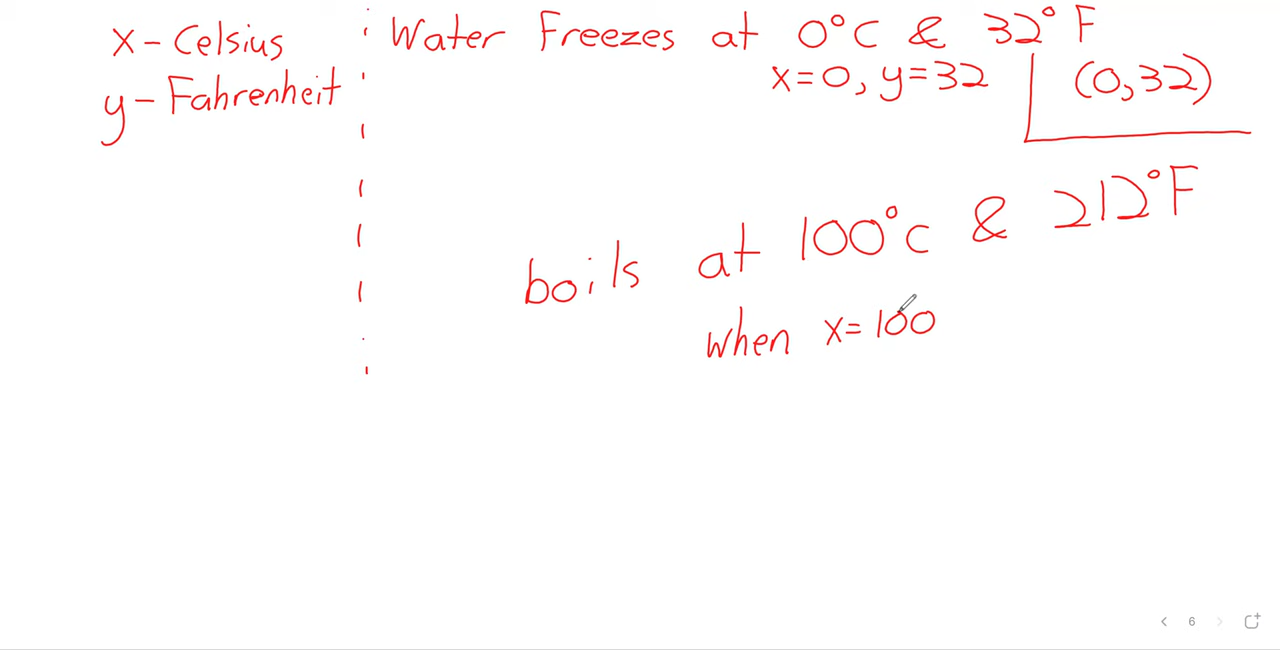 x - Celsius
y - Fahrenheit
Water Freezes at 0°C & 32° F
x=0, y=32
(0,32)
boils at 100°c & 212°F
when x=100
6